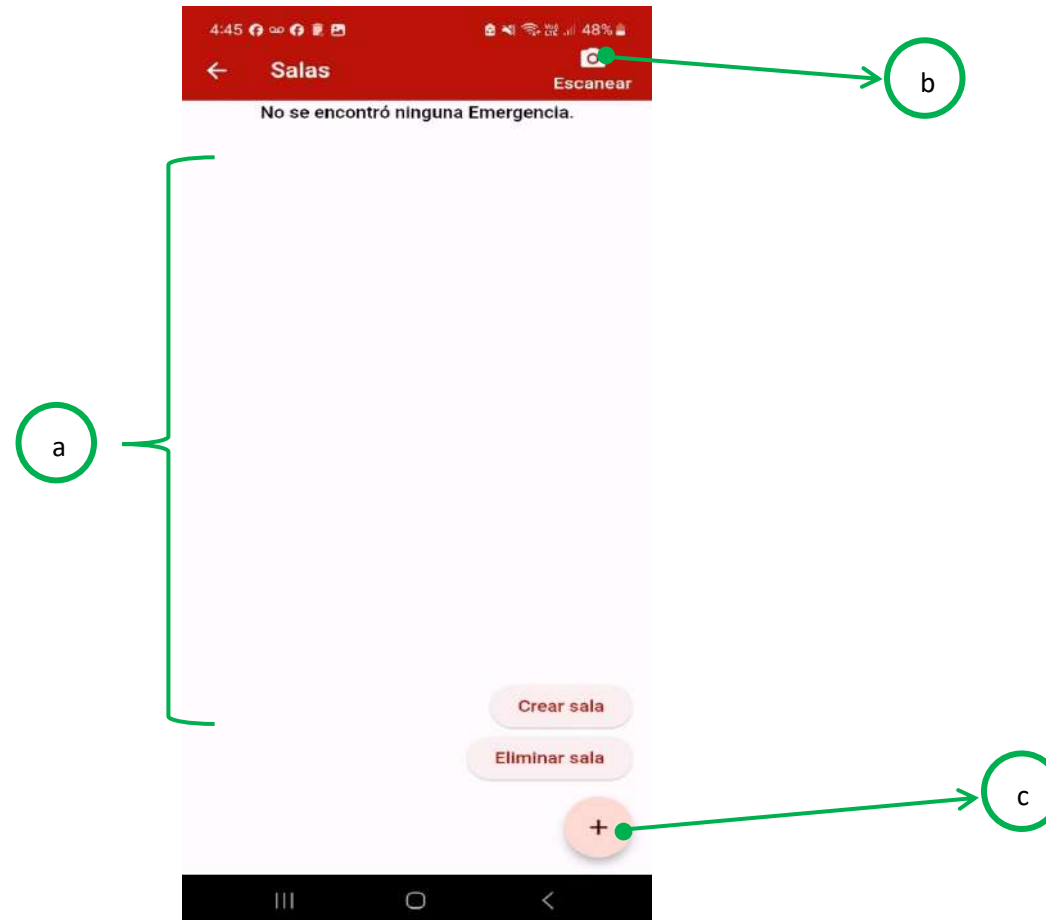 4:45 48%
Salas
Escanear
b
No se encontró ninguna Emergencia.
a
Crear sala
Eliminar sala
+
c